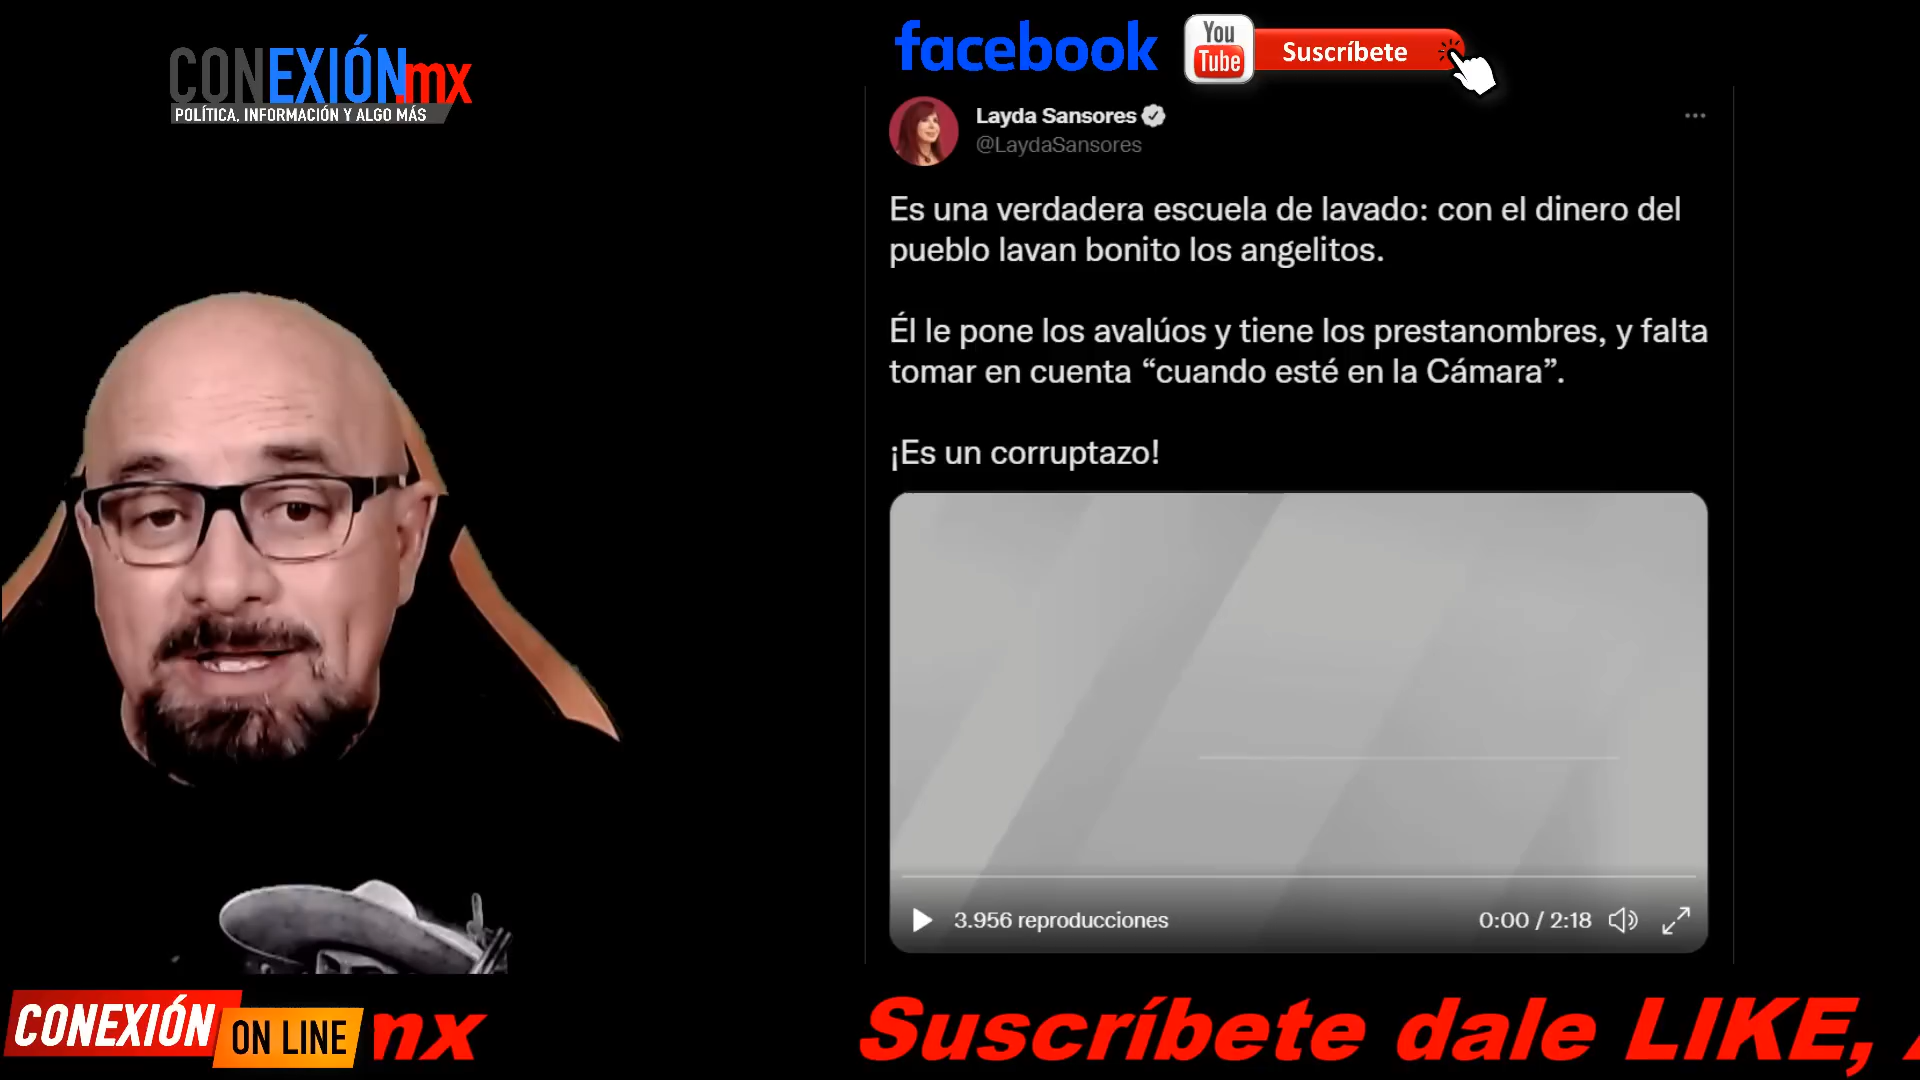 CONEXIÓN.mx
POLÍTICA, INFORMACIÓN Y ALGO MÁS
facebook
You
Tube
Suscríbete
Layda Sansores
@LaydaSansores
Es una verdadera escuela de lavado: con el dinero del
pueblo lavan bonito los angelitos.
Él le pone los avalúos y tiene los prestanombres, y falta
tomar en cuenta “cuando esté en la Cámara”.
¡Es un corruptazo!
3.956 reproducciones
0:00 / 2:18
CONEXIÓN
ON LINE
nx
Suscríbete dale LIKE,